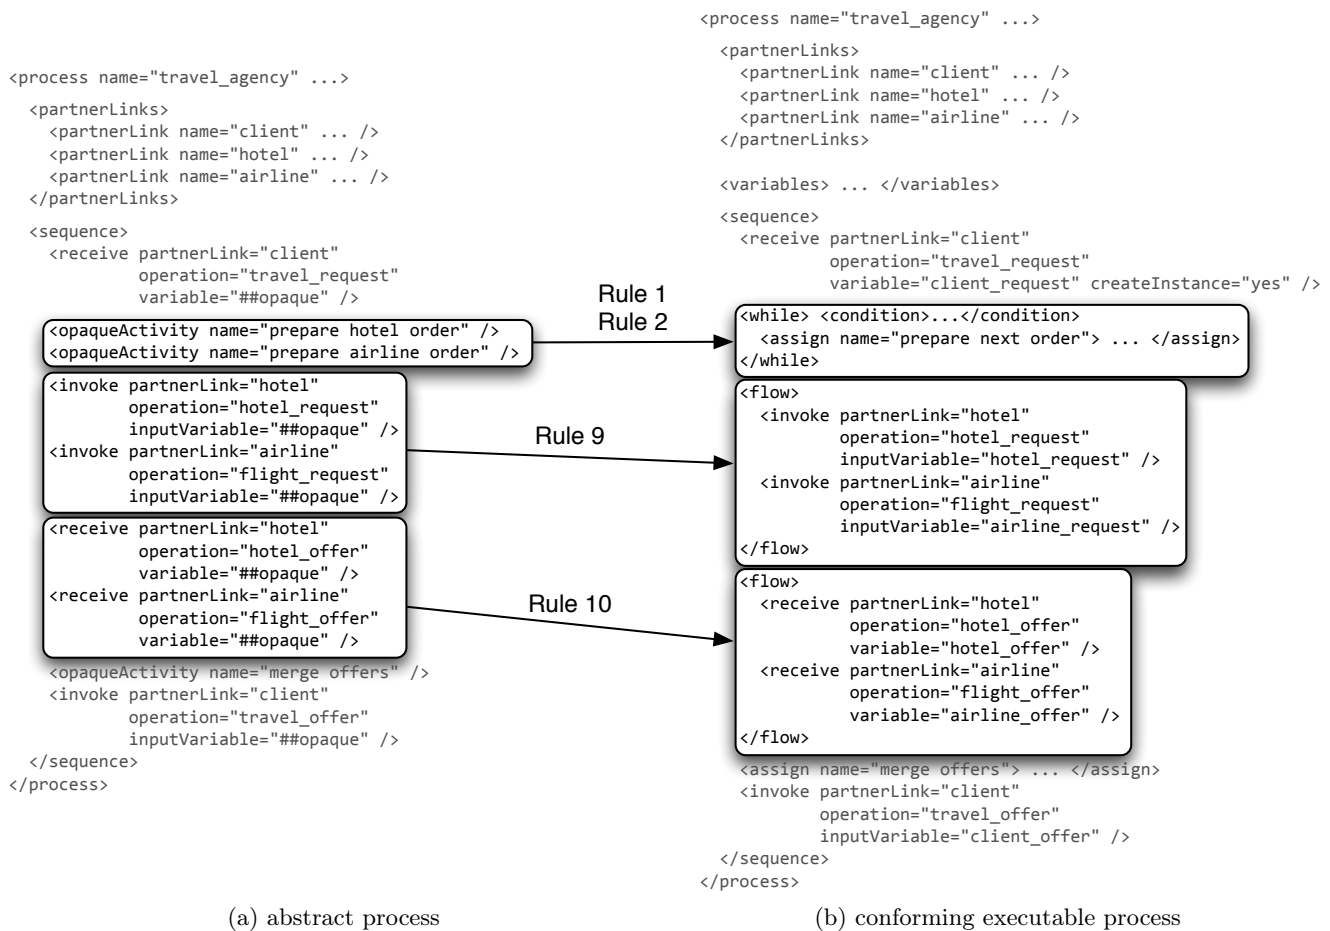 <process name="travel_agency" ...>
<partnerLinks>
<partnerLink name="client" ... />
<partnerLink name="hotel" ... />
<partnerLink name="airline" ... />
</partnerLinks>
<sequence>
<receive partnerLink="client"
operation="travel_request"
variable="##opaque" />
<opaqueActivity name="prepare hotel order" />
<opaqueActivity name="prepare airline order" />
<invoke partnerLink="hotel"
operation="hotel_request"
inputVariable="##opaque" />
<invoke partnerLink="airline"
operation="flight_request"
inputVariable="##opaque" />
<receive partnerLink="hotel"
operation="hotel_offer"
variable="##opaque" />
<receive partnerLink="airline"
operation="flight_offer"
variable="##opaque" />
<opaqueActivity name="merge offers" />
<invoke partnerLink="client"
operation="travel_offer"
inputVariable="##opaque" />
</sequence>
</process>
(a) abstract process
Rule 1
Rule 2
Rule 9
Rule 10
<process name="travel_agency" ...>
<partnerLinks>
<partnerLink name="client" ... />
<partnerLink name="hotel" ... />
<partnerLink name="airline" ... />
</partnerLinks>
<variables> ... </variables>
<sequence>
<receive partnerLink="client"
operation="travel_request"
variable="client_request" createInstance="yes" />
<while> <condition>...</condition>
<assign name="prepare next order"> ... </assign>
</while>
<flow>
<invoke partnerLink="hotel"
operation="hotel_request"
inputVariable="hotel_request" />
<invoke partnerLink="airline"
operation="flight_request"
inputVariable="airline_request" />
</flow>
<flow>
<receive partnerLink="hotel"
operation="hotel_offer"
variable="hotel_offer" />
<receive partnerLink="airline"
operation="flight_offer"
variable="airline_offer" />
</flow>
<assign name="merge offers"> ... </assign>
<invoke partnerLink="client"
operation="travel_offer"
inputVariable="client_offer" />
</sequence>
</process>
(b) conforming executable process